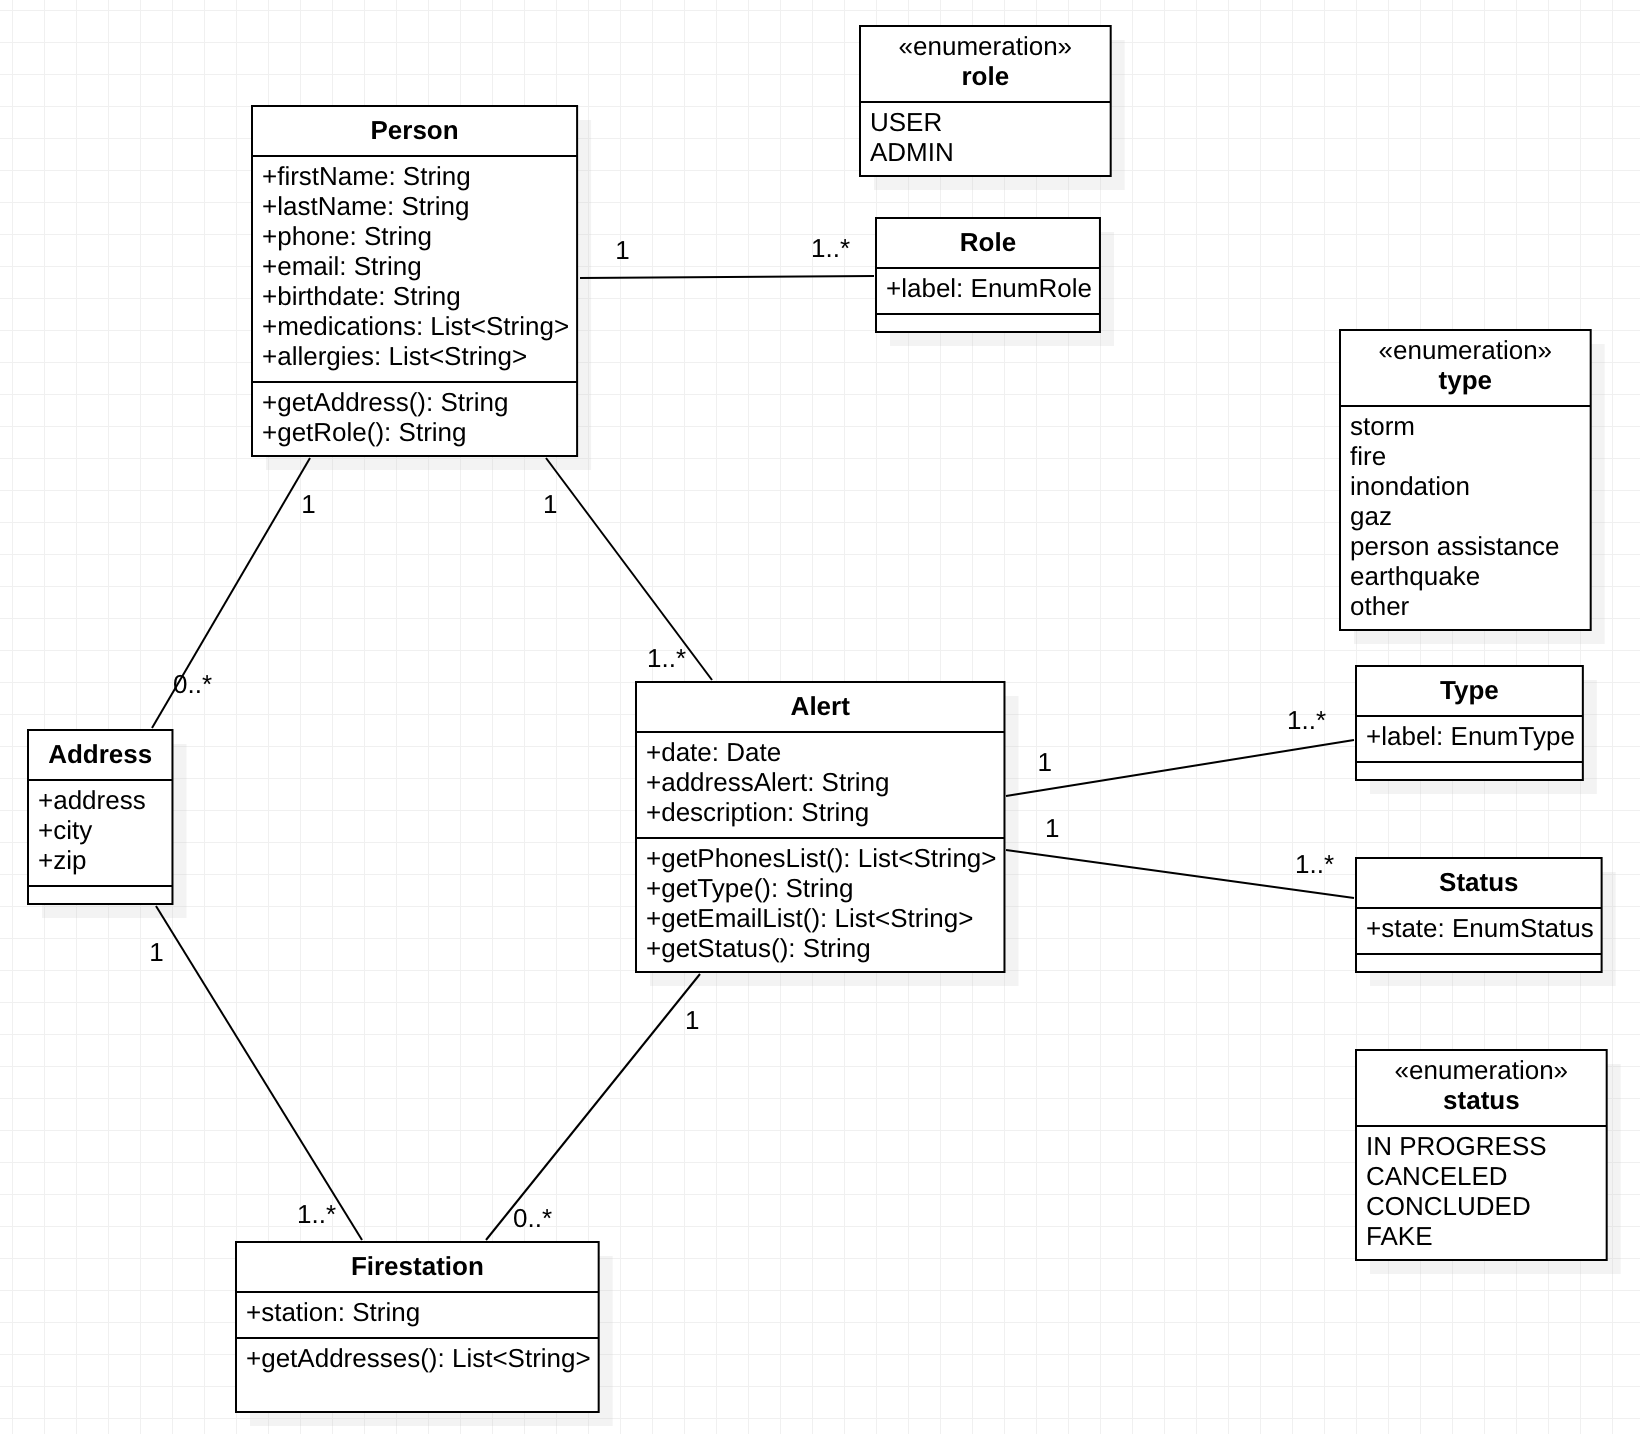 «enumeration»
role
USER
ADMIN
Person
+firstName: String
+lastName: String
+phone: String
+email: String
+birthdate: String
+medications: List<String>
+allergies: List<String>
+getAddress(): String
+getRole(): String
1
1..*
Role
+label: EnumRole
«enumeration»
type
storm
fire
inondation
gaz
person assistance
earthquake
other
1
1
0..*
1..*
Address
+address
+city
+zip
Alert
+date: Date
+addressAlert: String
+description: String
+getPhonesList(): List<String>
+getType(): String
+getEmailList(): List<String>
+getStatus(): String
1
1..*
Type
+label: EnumType
1
1..*
Status
+state: EnumStatus
«enumeration»
status
IN PROGRESS
CANCELED
CONCLUDED
FAKE
1
1
1..*
0..*
Firestation
+station: String
+getAddresses(): List<String>